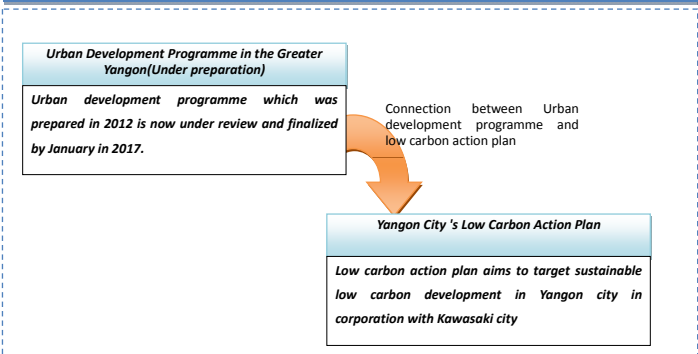 Urban Development Programme in the Greater
Yangon(Under preparation)
Urban development programme which was
prepared in 2012 is now under review and finalized
by January in 2017.
Connection between Urban
development programme and
low carbon action plan
Yangon City 's Low Carbon Action Plan
Low carbon action plan aims to target sustainable
low carbon development in Yangon city in
corporation with Kawasaki city